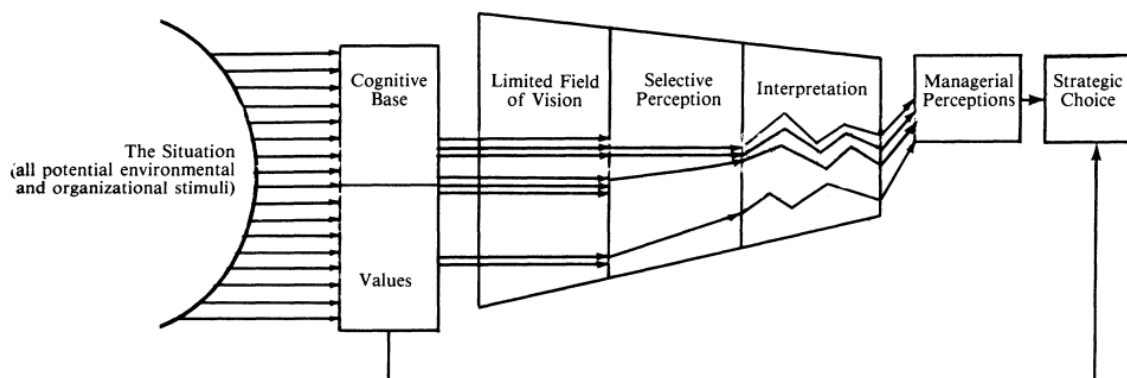 The Situation
(all potential environmental
and organizational stimuli)
Cognitive
Base
Values
Limited Field
of Vision
Selective
Perception
Interpretation
Managerial
Perceptions
Strategic
Choice